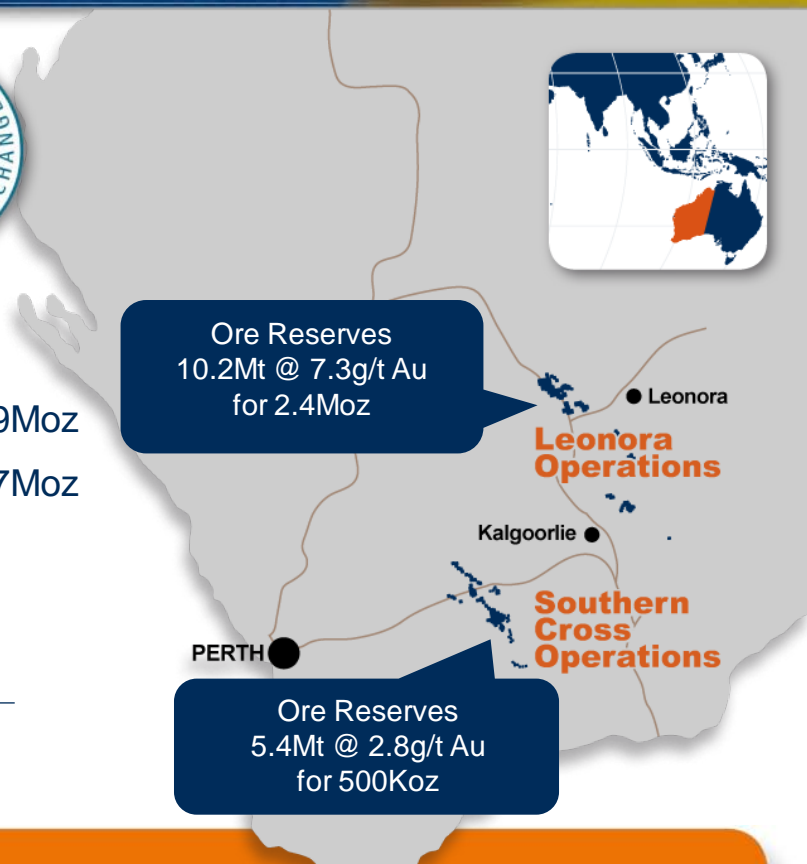 CHANGE
Ore Reserves
10.2Mt @ 7.3g/t Au
for 2.4Moz
Leonora
9Moz
Leonora
Operations
7Moz
Kalgoorlie
Southern
Cross
Operations
PERTH
Ore Reserves
5.4Mt @ 2.8g/t Au
for 500Koz